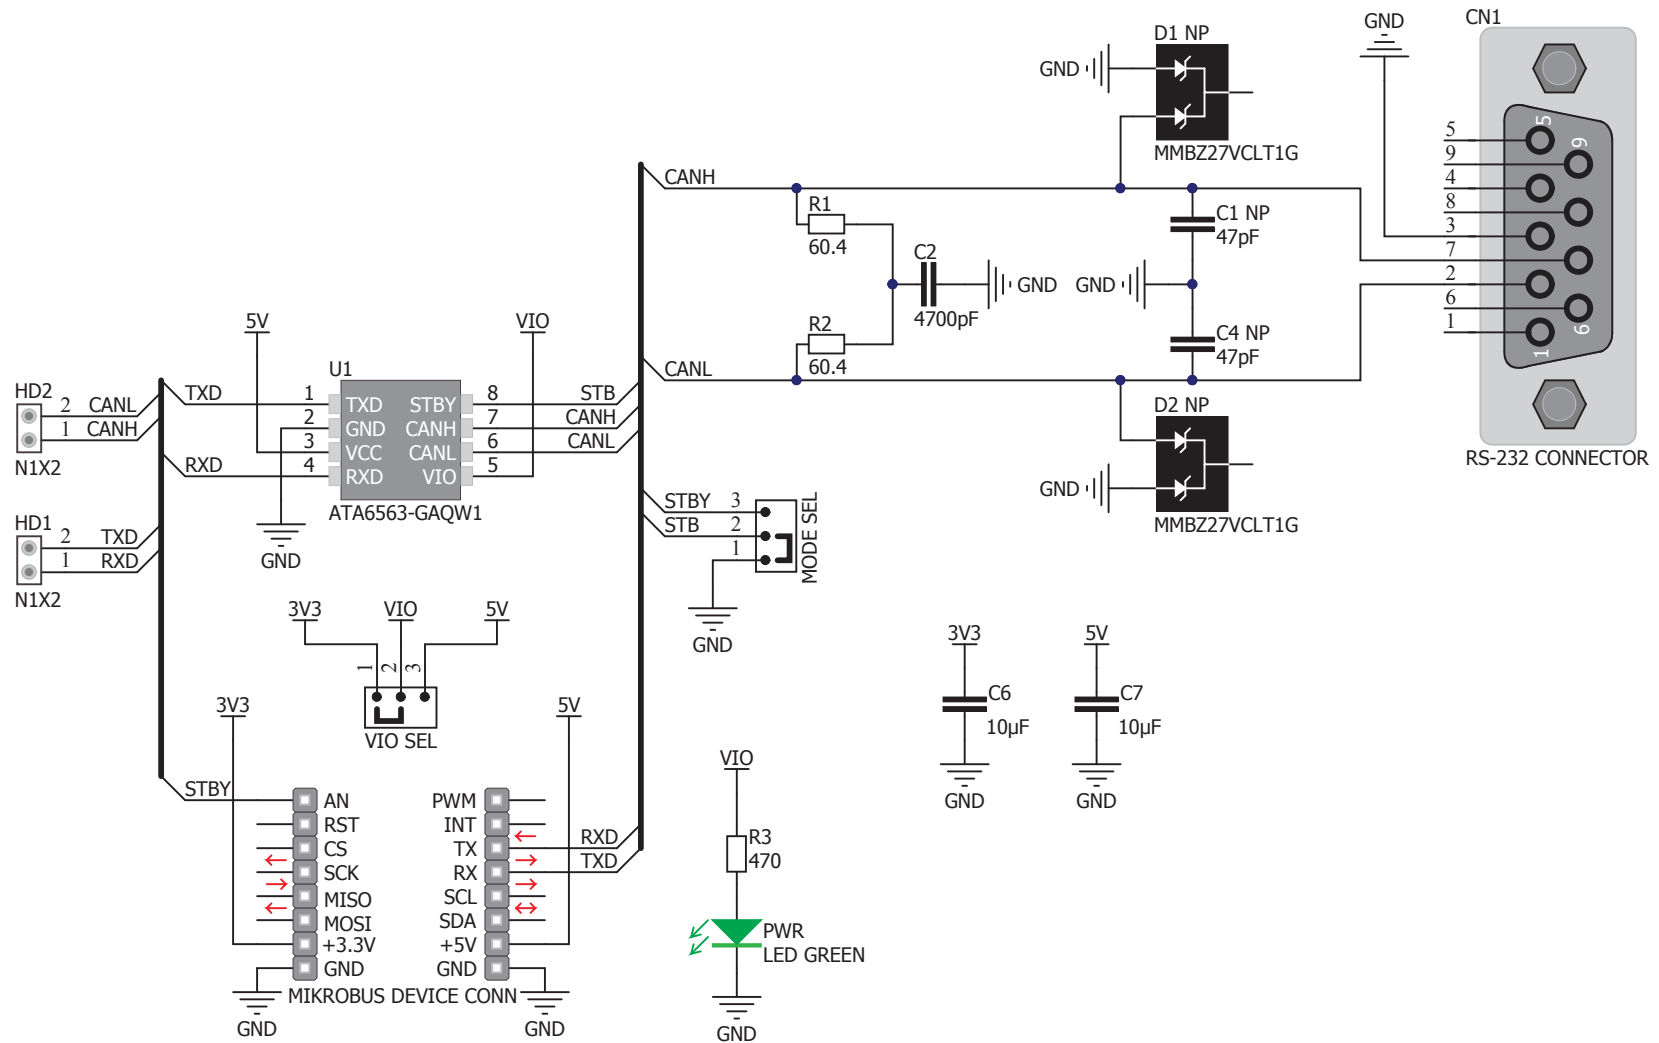 GND
CN1
D1 NP
GND
MMBZ27VCLT1G
5
9
4
8
3
7
2
6
1
5
9
1
6
RS-232 CONNECTOR
CANH
R1
60.4
C2
4700pF
GND
R2
60.4
C1 NP
47pF
GND
C4 NP
47pF
CANL
D2 NP
GND
MMBZ27VCLT1G
HD2
2 CANL
1 CANH
N1X2
HD1
2 TXD
1 RXD
N1X2
5V
VIO
U1
TXD 1 TXD STBY 8 STB
2 GND CANH 7 CANH
3 VCC CANL 6 CANL
RXD 4 RXD VIO 5
ATA6563-GAQW1
GND
STBY 3
STB 2
1
MODE SEL
GND
3V3 VIO 5V
1 2 3
VIO SEL
3V3
5V
STBY AN PWM
RST INT
CS TX RXD
SCK RX TXD
MISO SCL
MOSI SDA
+3.3V +5V
GND GND
MIKROBUS DEVICE CONN
GND
GND
VIO
R3
470
PWR
LED GREEN
GND
3V3
C6
10µF
GND
5V
C7
10µF
GND